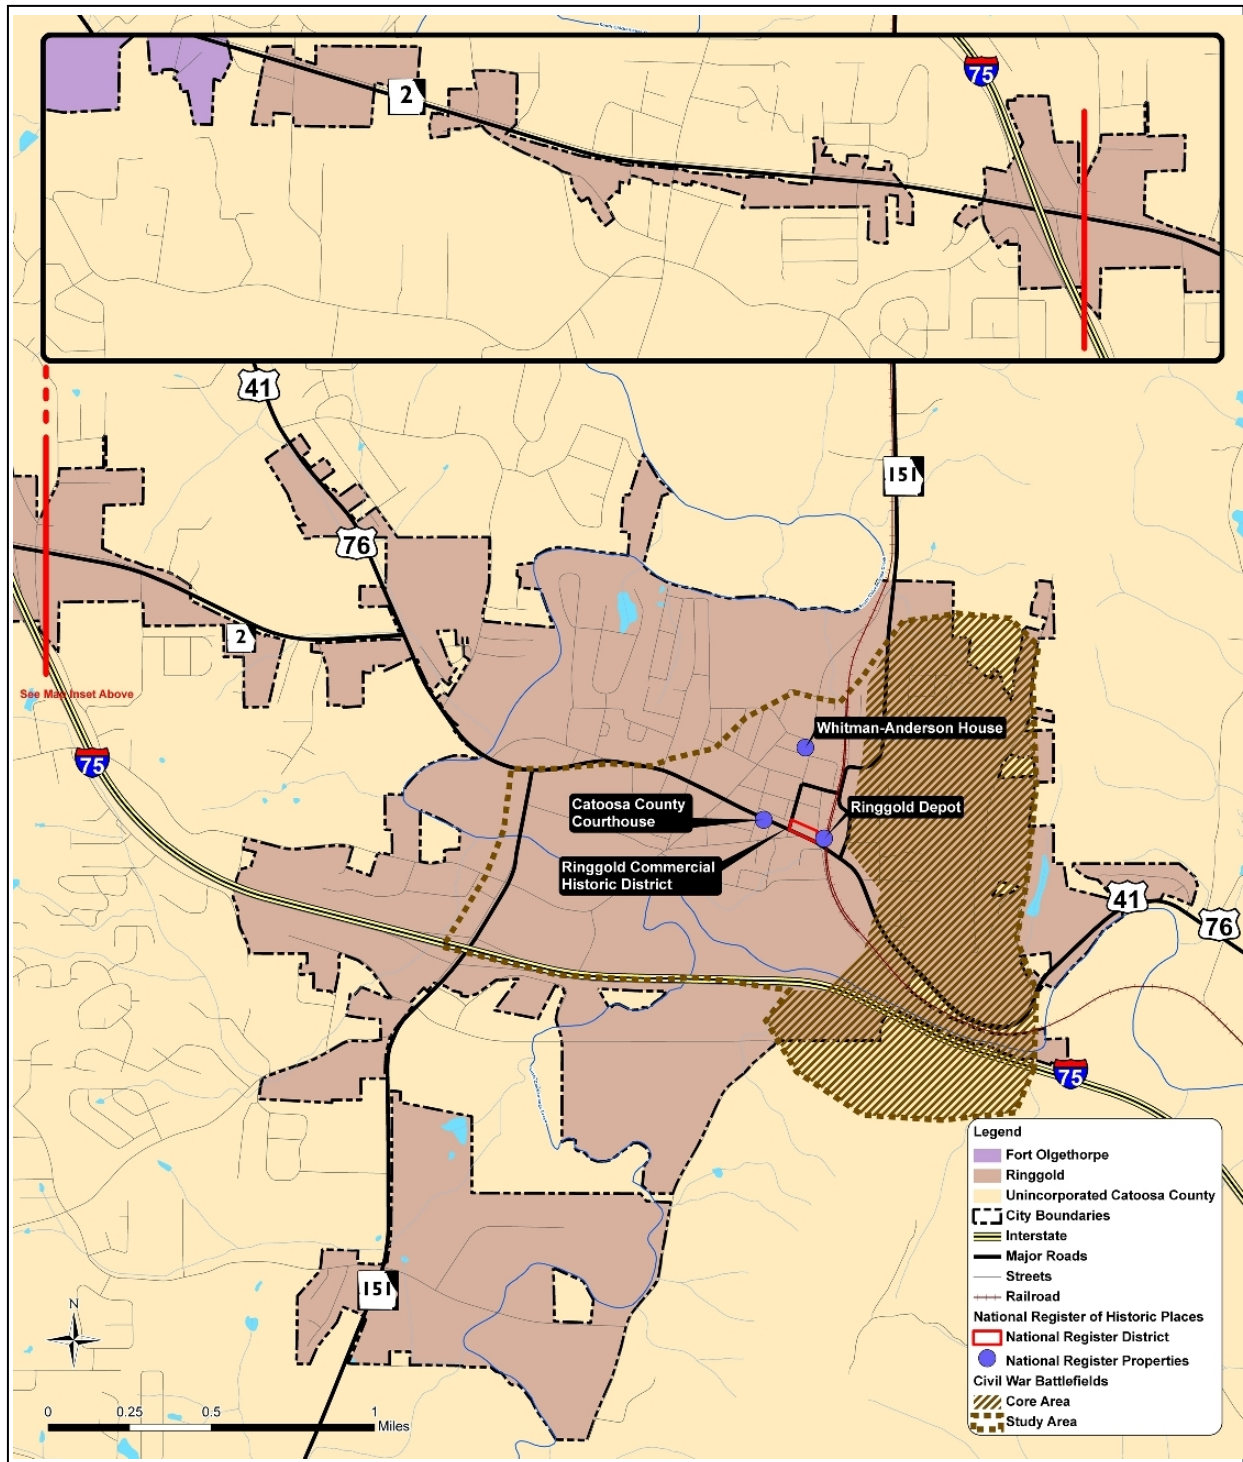 75
2
41
151
76
2
See Map Inset Above
75
Whitman-Anderson House
Catoosa County
Courthouse
Ringgold Depot
Ringgold Commercial
Historic District
41
76
75
151
N
0 0.25 0.5 1
Miles
Legend
Fort Olgethorpe
Ringgold
Unincorporated Catoosa County
City Boundaries
Interstate
Major Roads
Streets
Railroad
National Register of Historic Places
National Register District
National Register Properties
Civil War Battlefields
Core Area
Study Area